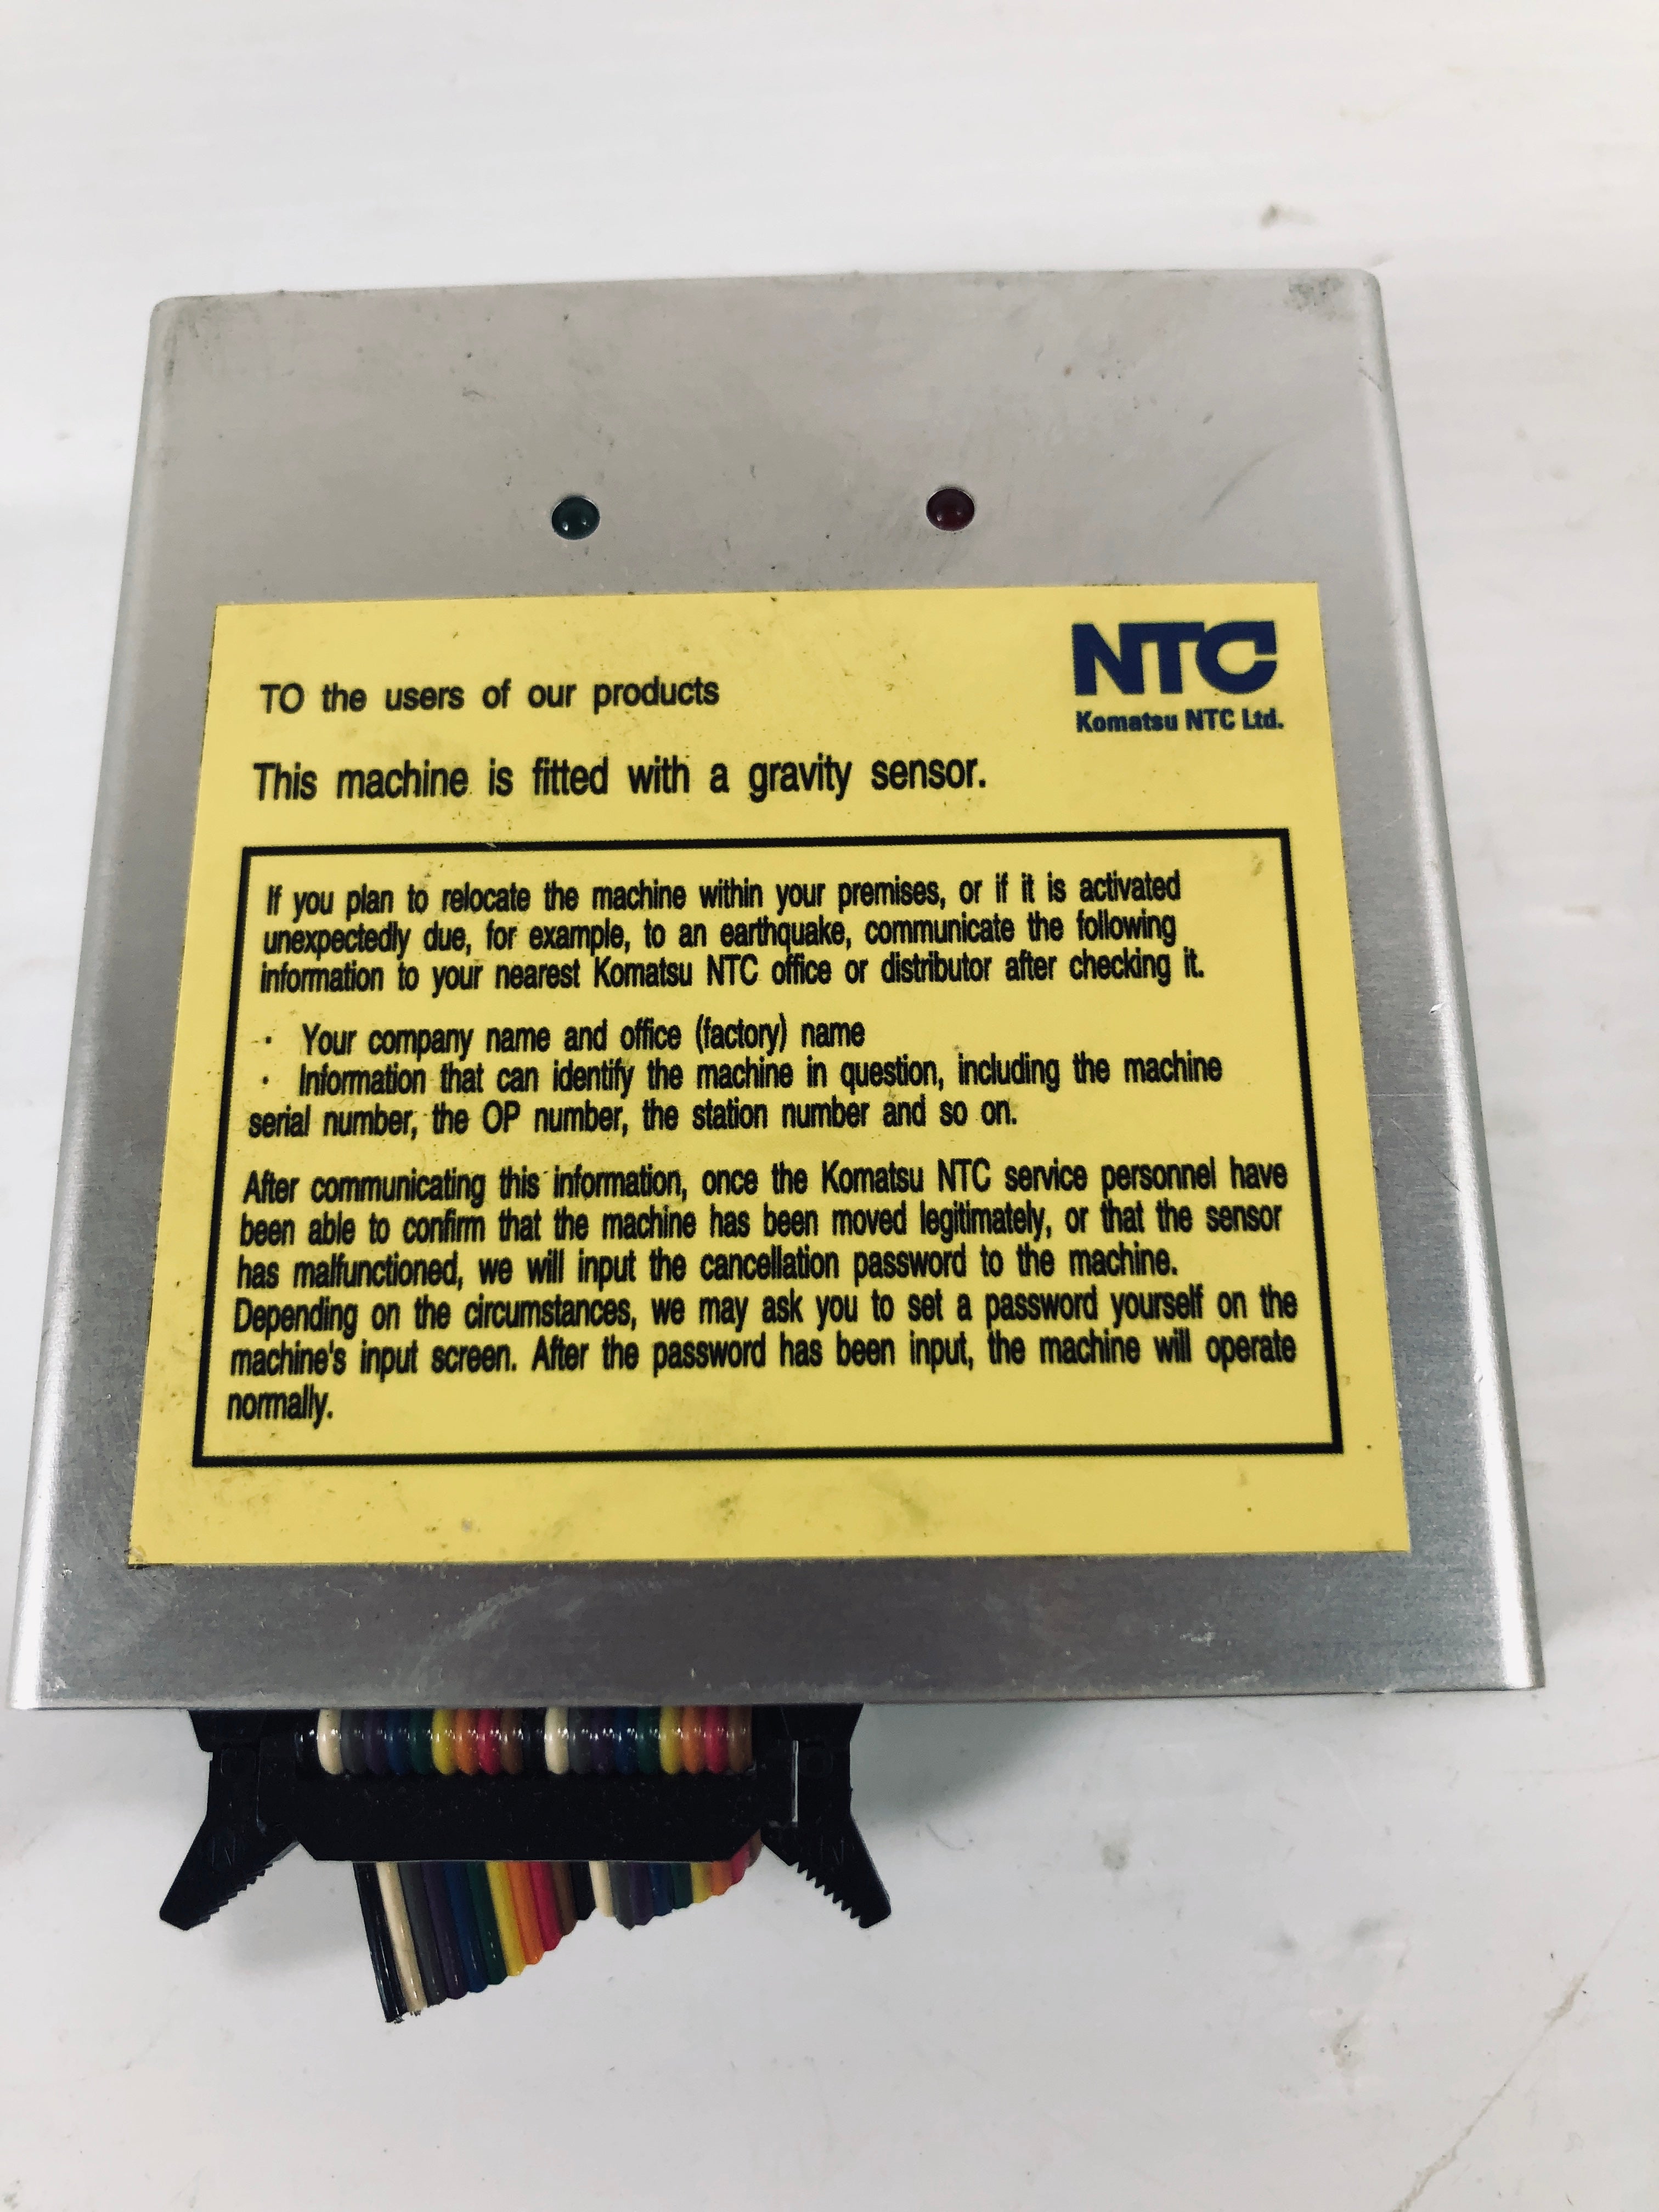 NTC
Komatsu NTC Ltd.
TO the users of our products
This machine is fitted with a gravity sensor.
If you plan to relocate the machine within your premises, or if it is activated
unexpectedly due, for example, to an earthquake, communicate the following
information to your nearest Komatsu NTC office or distributor after checking it.
· Your company name and office (factory) name
· Information that can identify the machine in question, including the machine
serial number, the OP number, the station number and so on.
After communicating this information, once the Komatsu NTC service personnel have
been able to confirm that the machine has been moved legitimately, or that the sensor
has malfunctioned, we will input the cancellation password to the machine.
Depending on the circumstances, we may ask you to set a password yourself on the
machine's input screen. After the password has been input, the machine will operate
normally.